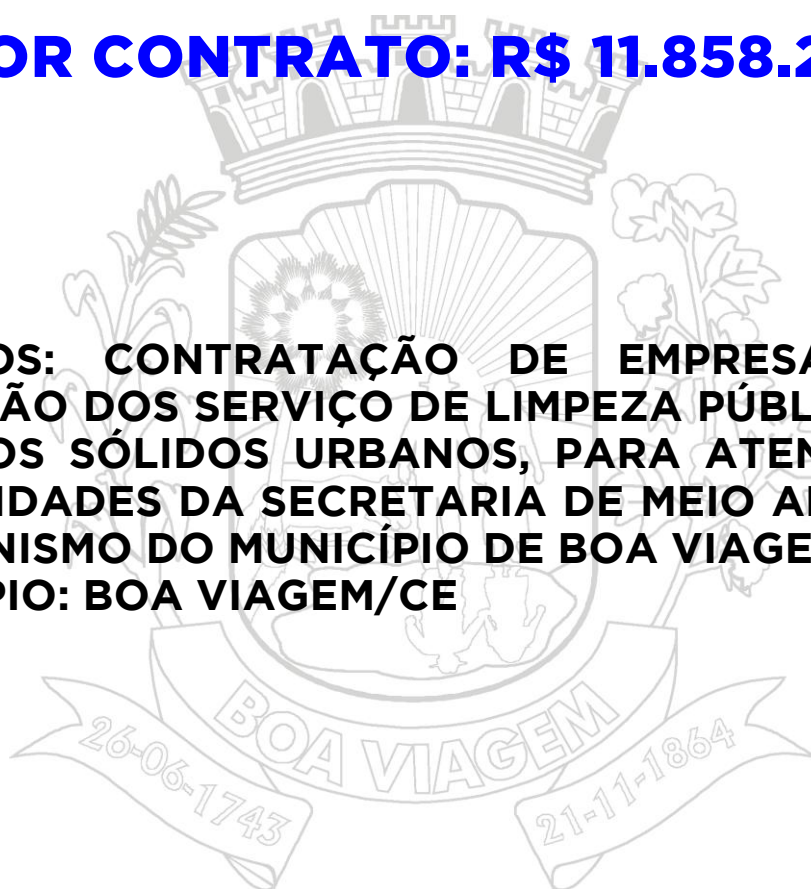 OR CONTRATO: R$ 11.858.2
OS: CONTRATAÇÃO DE EMPRESA
ÃO DOS SERVIÇO DE LIMPEZA PÚBL
OS SÓLIDOS URBANOS, PARA ATEN
IDADES DA SECRETARIA DE MEIO A
NISMO DO MUNICÍPIO DE BOA VIAGE
PIO: BOA VIAGEM/CE
BOA VIAGEM
26-06-1743
21-11-1864